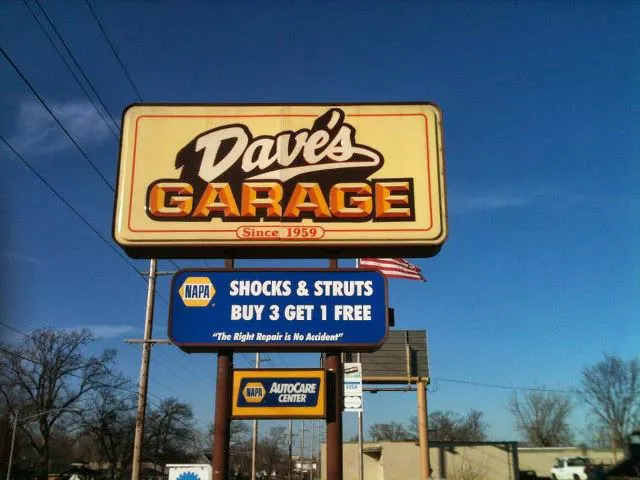 Dave's
GARAGE
Since 1959
NAPA
SHOCKS & STRUTS
BUY 3 GET 1 FREE
"The Right Repair is No Accident"
NAPA
AUTOCARE
CENTER